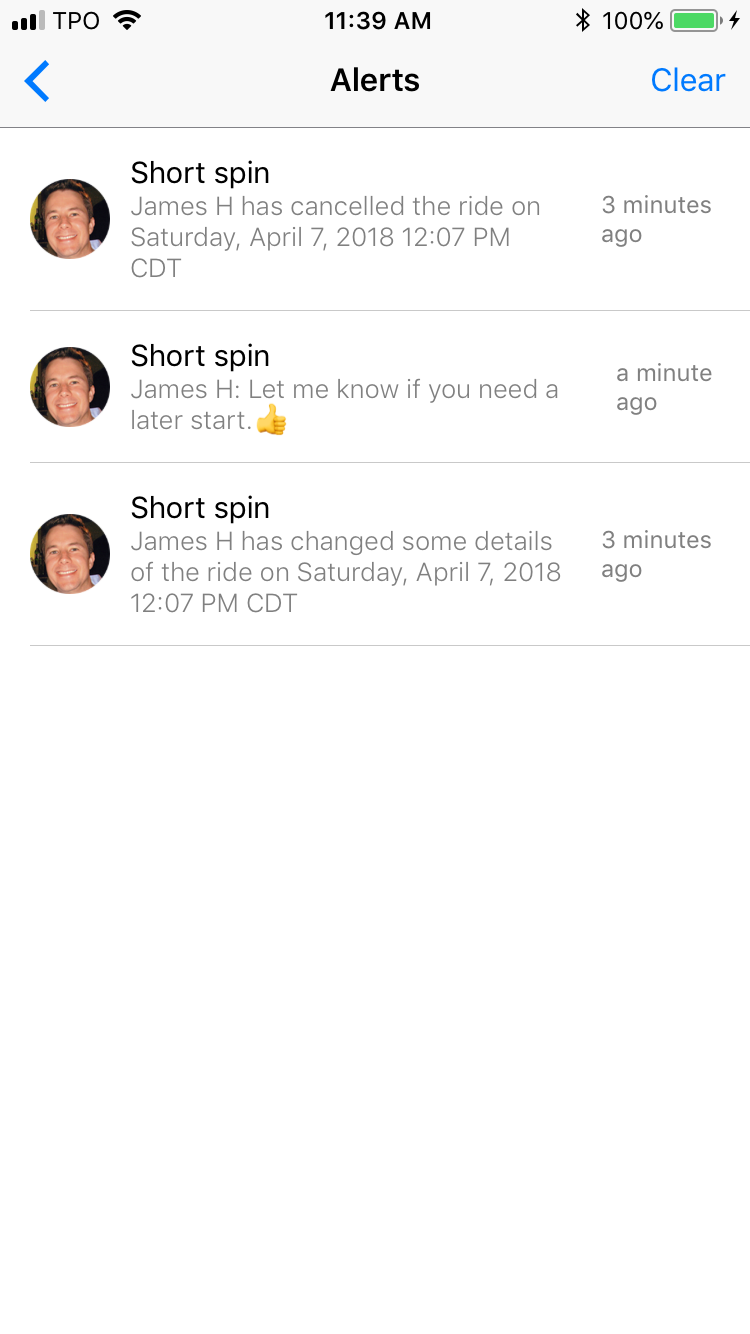 TPO 11:39 AM 100%
Alerts Clear
Short spin
James H has cancelled the ride on
Saturday, April 7, 2018 12:07 PM
CDT
3 minutes
ago
Short spin
James H: Let me know if you need a
later start.👍
a minute
ago
Short spin
James H has changed some details
of the ride on Saturday, April 7, 2018
12:07 PM CDT
3 minutes
ago